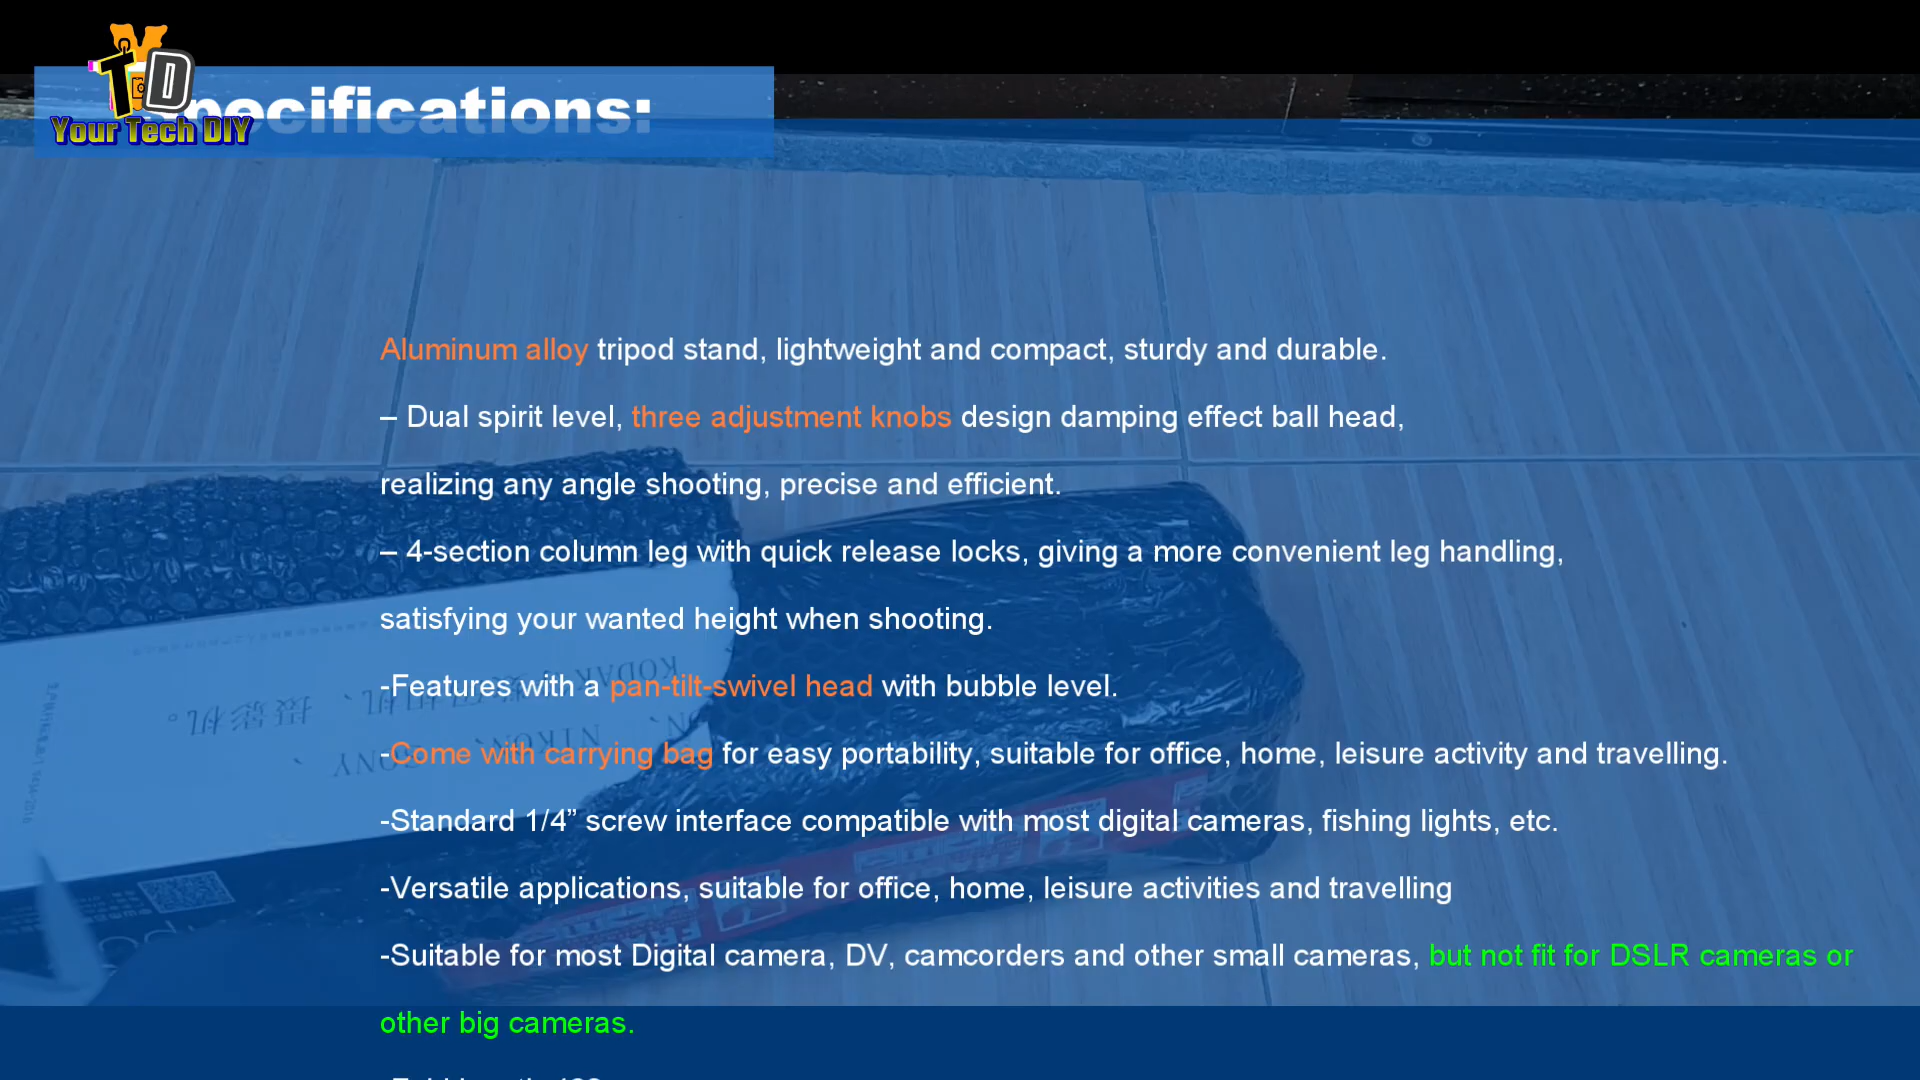 Your Tech DIY
pecifications:
Aluminum alloy tripod stand, lightweight and compact, sturdy and durable.
– Dual spirit level, three adjustment knobs design damping effect ball head,
realizing any angle shooting, precise and efficient.
– 4-section column leg with quick release locks, giving a more convenient leg handling,
satisfying your wanted height when shooting.
-Features with a pan-tilt-swivel head with bubble level.
-Come with carrying bag for easy portability, suitable for office, home, leisure activity and travelling.
-Standard 1/4” screw interface compatible with most digital cameras, fishing lights, etc.
-Versatile applications, suitable for office, home, leisure activities and travelling
-Suitable for most Digital camera, DV, camcorders and other small cameras, but not fit for DSLR cameras or
other big cameras.
KODAK
NIKON
SONY
摄影机。